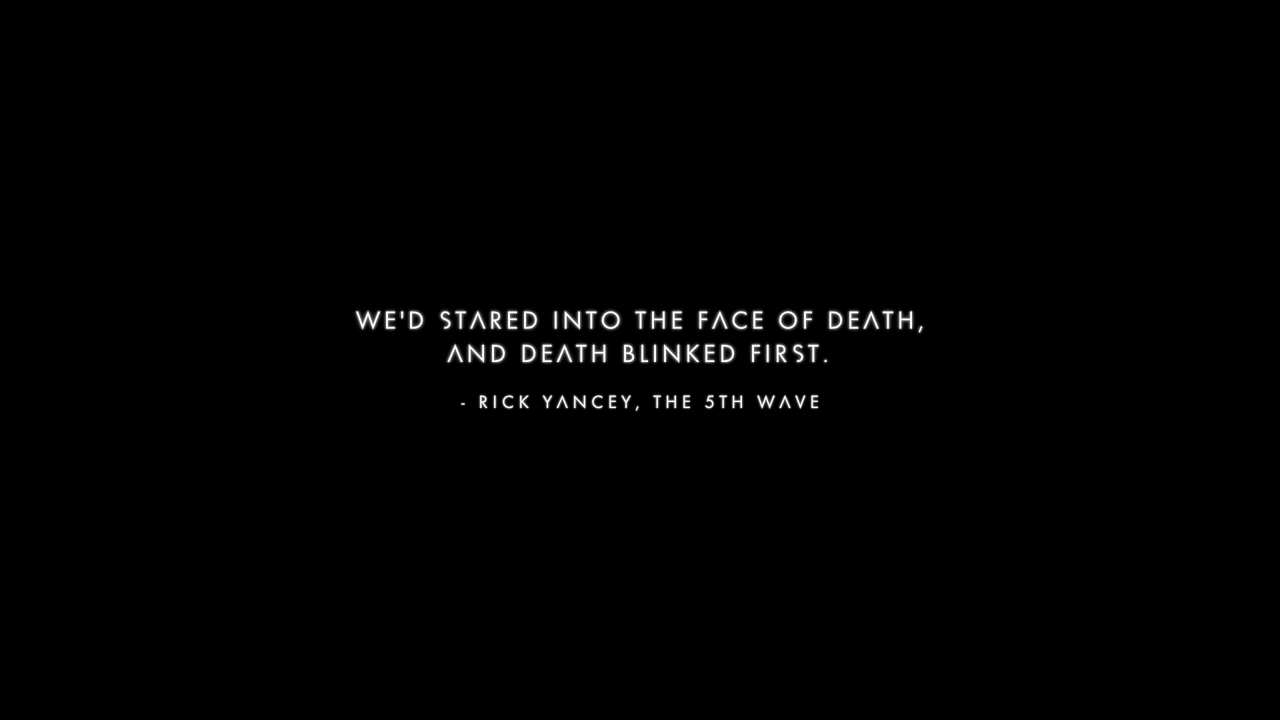 WE'D STARED INTO THE FACE OF DEATH,
AND DEATH BLINKED FIRST.
- RICK YANCEY, THE 5TH WAVE